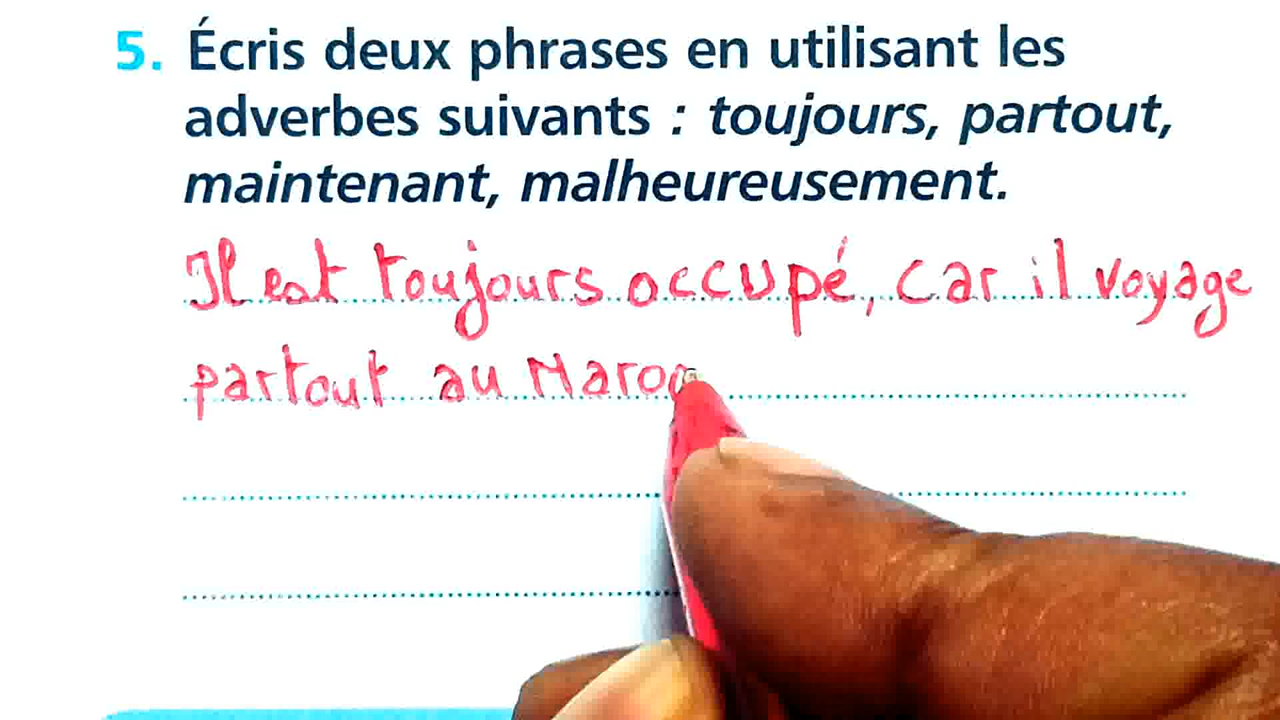 5. Écris deux phrases en utilisant les
adverbes suivants : toujours, partout,
maintenant, malheureusement.
Il est toujours occupé, car il voyage
partout au Maroc